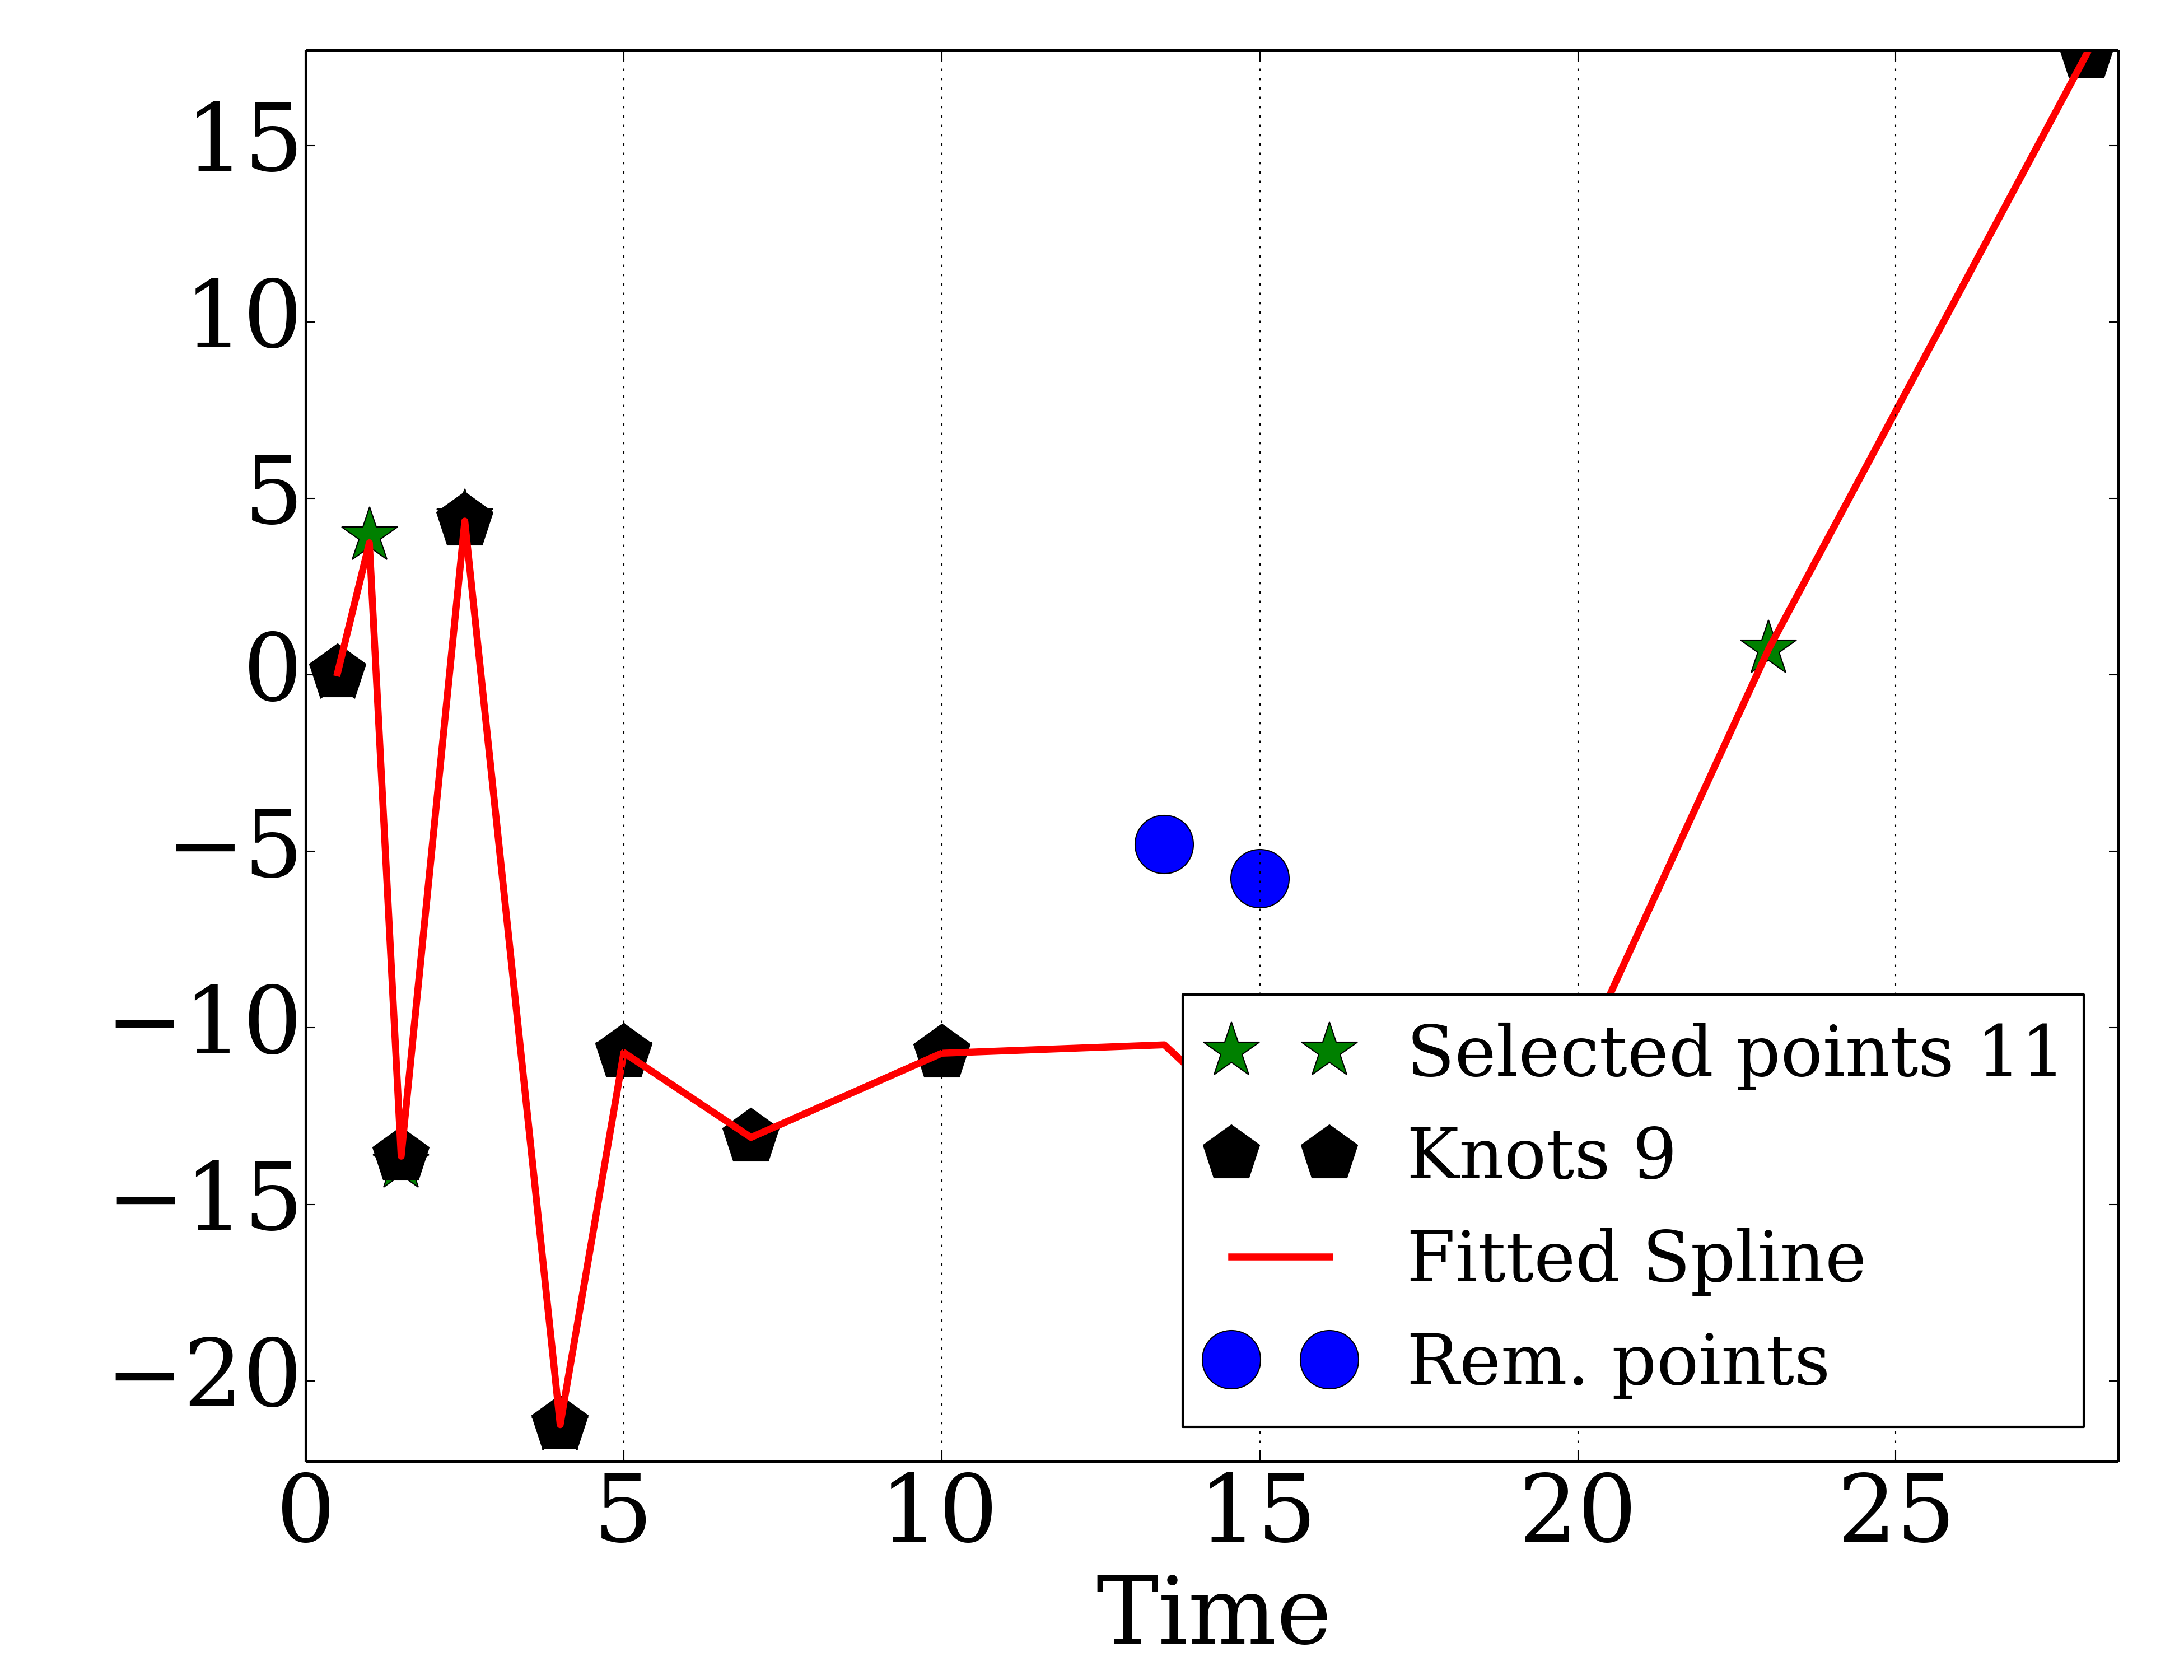 15
10
5
0
−5
−10
−15
−20
0 5 10 15 20 25
Time
Selected points 11
Knots 9
Fitted Spline
Rem. points